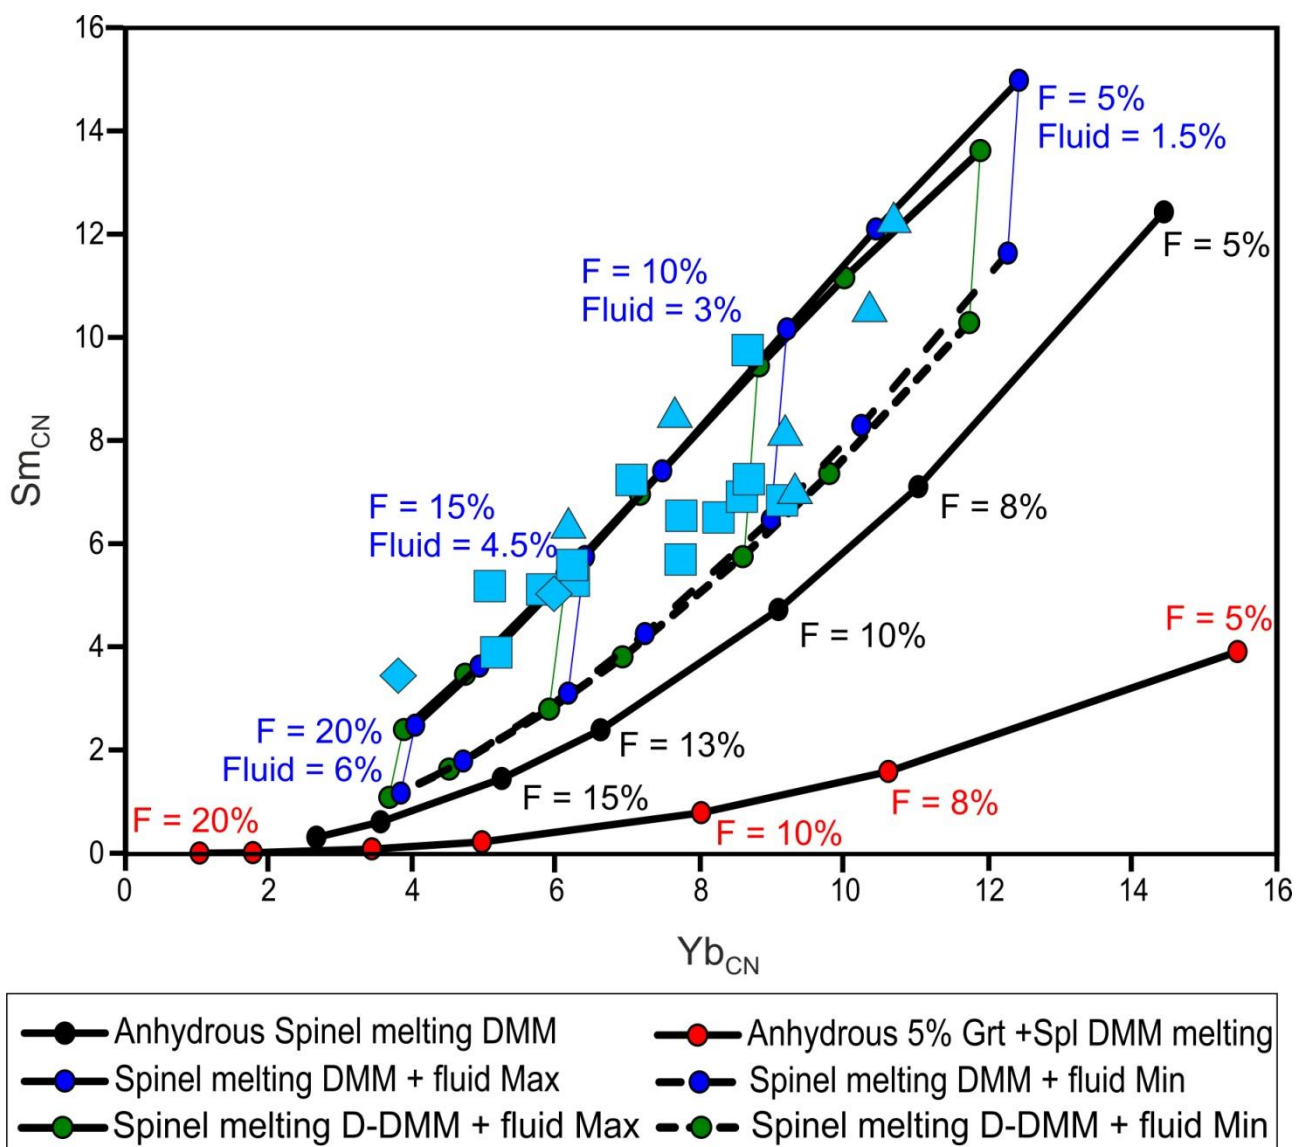 16
14
12
10
8
6
4
2
0
Sm_CN
F = 5%
Fluid = 1.5%
F = 10%
Fluid = 3%
F = 15%
Fluid = 4.5%
F = 20%
Fluid = 6%
F = 5%
F = 8%
F = 10%
F = 13%
F = 15%
F = 5%
F = 8%
F = 10%
F = 20%
0 2 4 6 8 10 12 14 16
Yb_CN
Anhydrous Spinel melting DMM
Anhydrous 5% Grt +Spl DMM melting
Spinel melting DMM + fluid Max
Spinel melting DMM + fluid Min
Spinel melting D-DMM + fluid Max
Spinel melting D-DMM + fluid Min